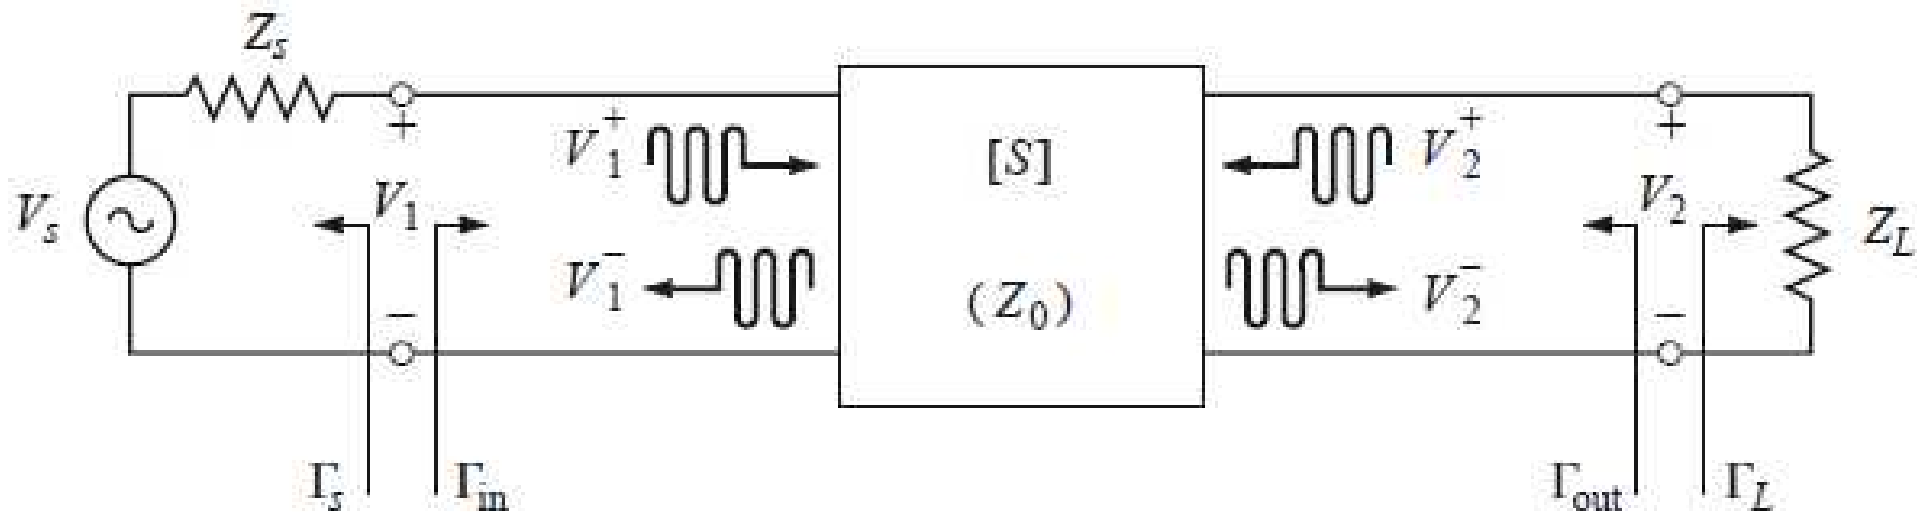 Z_s
V_s
+
V_1
−
V_1^+
V_1^-
[S]
(Z_0)
V_2^+
V_2^-
+
V_2
−
Z_L
Γ_s
Γ_in
Γ_out
Γ_L